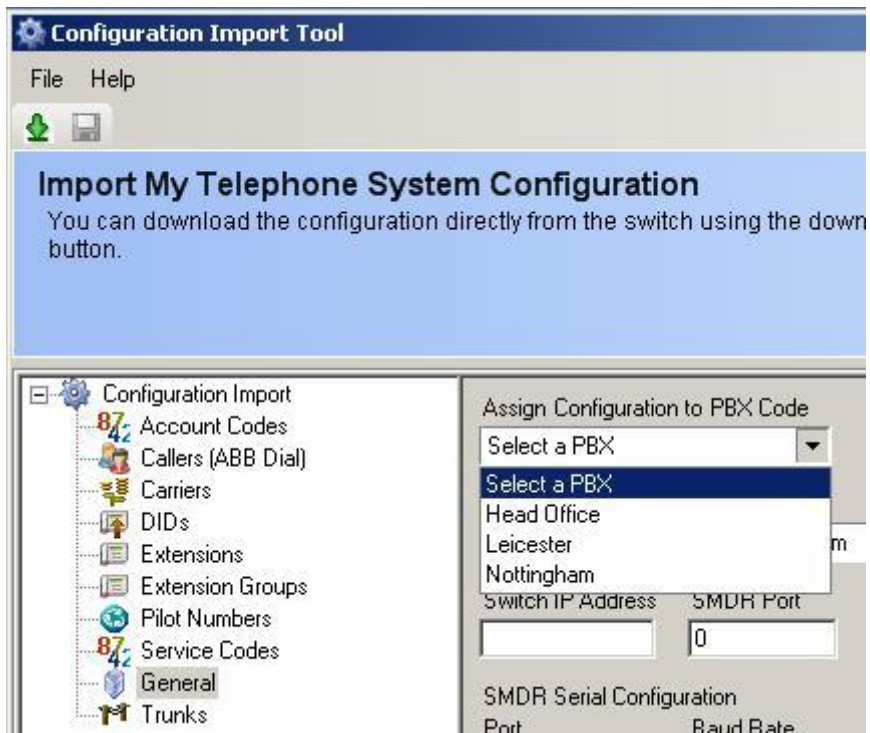 Configuration Import Tool
File Help
Import My Telephone System Configuration
You can download the configuration directly from the switch using the down
button.
Configuration Import
Account Codes
Callers (ABB Dial)
Carriers
DIDs
Extensions
Extension Groups
Pilot Numbers
Service Codes
General
Trunks
Assign Configuration to PBX Code
Select a PBX
Select a PBX
Head Office
Leicester
m
Nottingham
Switch IP Address SMDR Port
0
SMDR Serial Configuration
Port Baud Rate